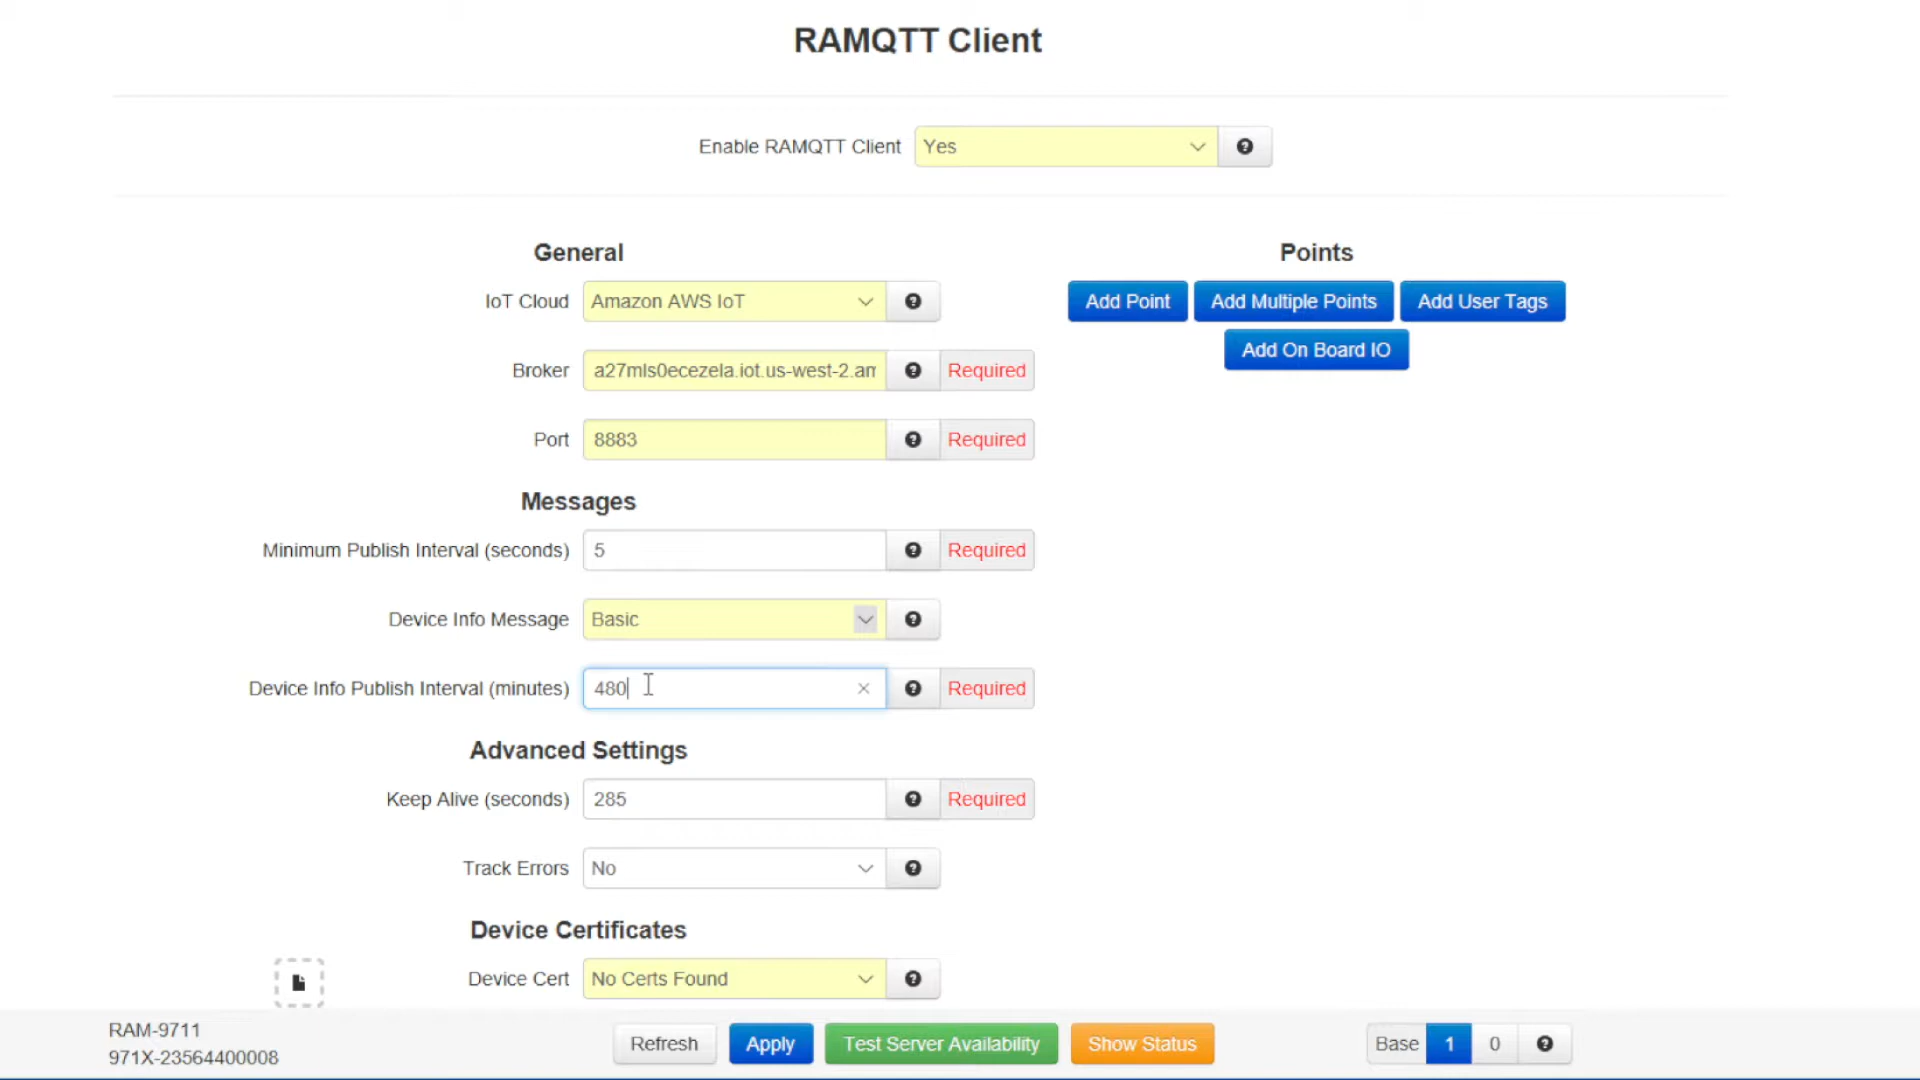 RAMQTT Client
Enable RAMQTT Client Yes
General
IoT Cloud Amazon AWS IoT
Broker a27mls0ecezela.iot.us-west-2.am Required
Port 8883 Required
Messages
Minimum Publish Interval (seconds) 5 Required
Device Info Message Basic
Device Info Publish Interval (minutes) 480 Required
Advanced Settings
Keep Alive (seconds) 285 Required
Track Errors No
Device Certificates
Device Cert No Certs Found
Points
Add Point Add Multiple Points Add User Tags
Add On Board IO
RAM-9711
971X-23564400008
Refresh Apply Test Server Availability Show Status Base 1 0